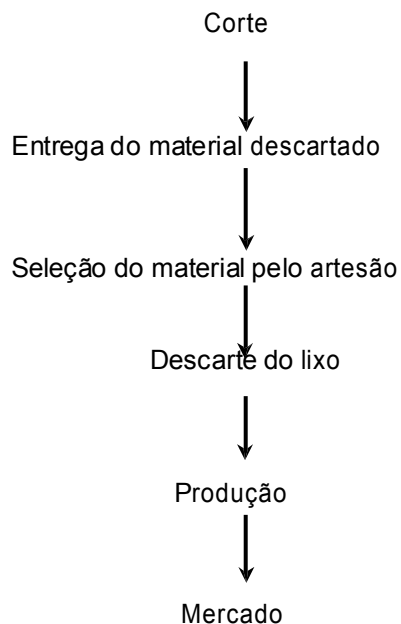 Corte
Entrega do material descartado
Seleção do material pelo artesão
Descarte do lixo
Produção
Mercado